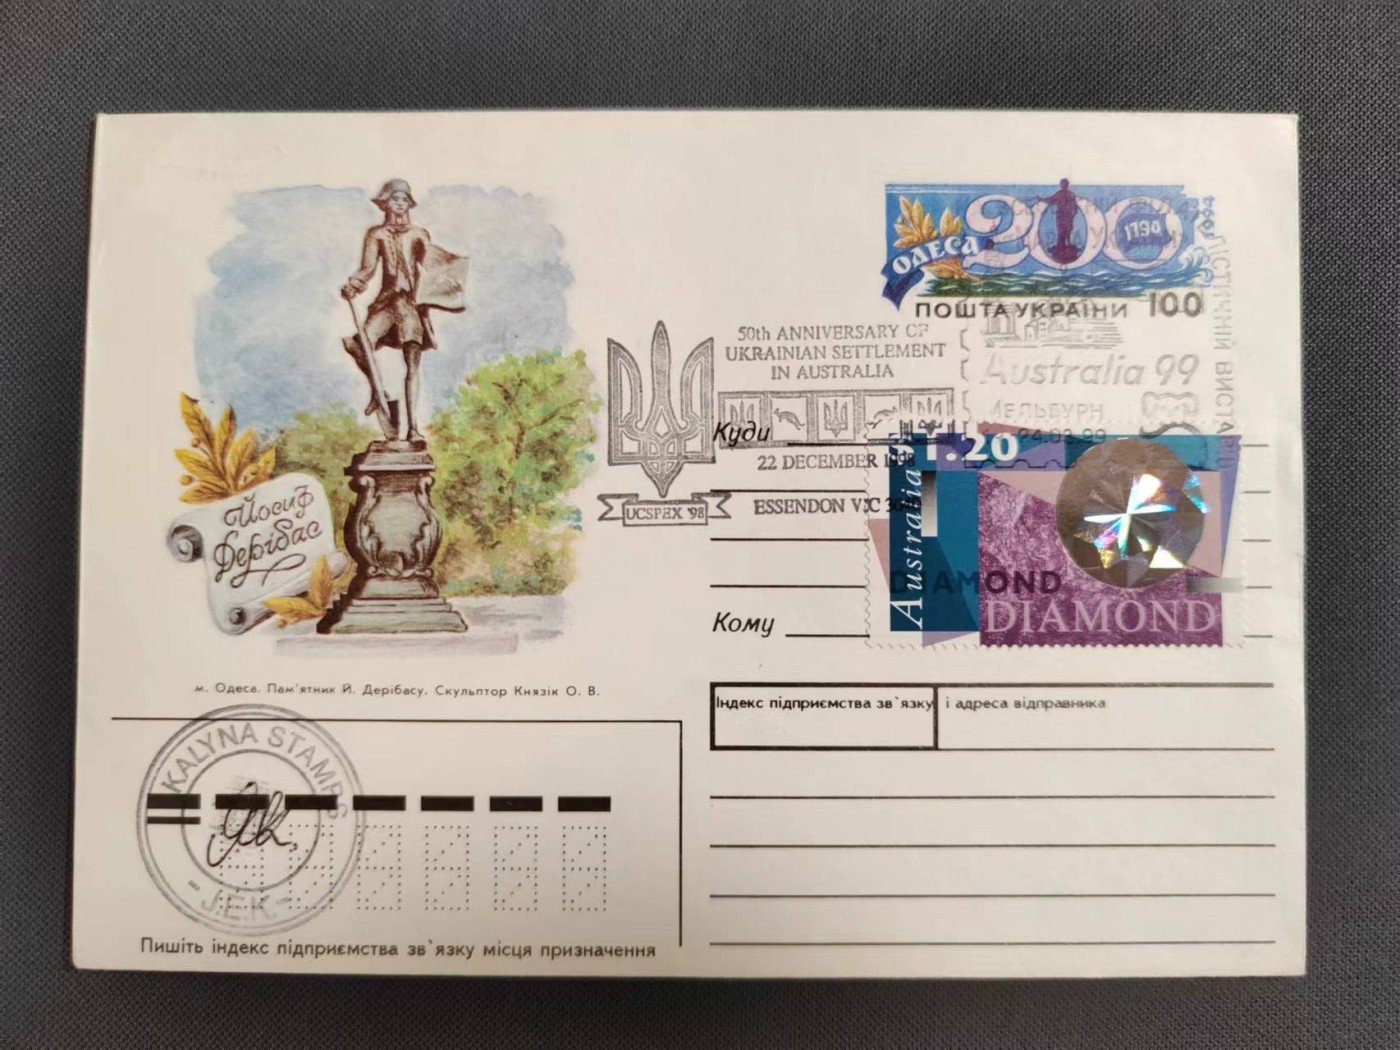 ОДЕСА 200 1794 1994
ПОШТА УКРАЇНИ 100
50th ANNIVERSARY OF
UKRAINIAN SETTLEMENT
IN AUSTRALIA
Australia 99
МЕЛЬБУРН
Куди
22 DECEMBER 1998
UCSPEX '98
ESSENDON VIC
Australia
$1.20
DIAMOND
DIAMOND
Йосиф
Дерібас
Кому
м. Одеса. Пам'ятник Й. Дерібасу. Скульптор Князік О. В.
Індекс підприємства зв`язку і адреса відправника
KALYNA STAMPS
- J.E.K. -
Пишіть індекс підприємства зв`язку місця призначення